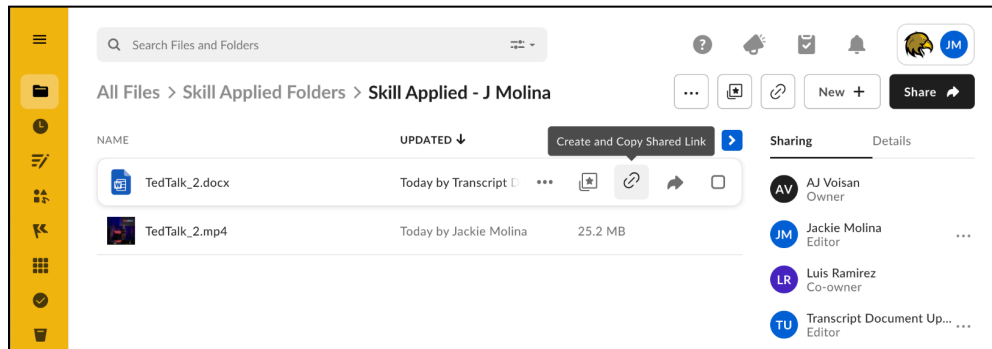 Search Files and Folders
JM
All Files > Skill Applied Folders > Skill Applied - J Molina
New +
Share
NAME
UPDATED
Create and Copy Shared Link
Sharing
Details
TedTalk_2.docx
Today by Transcript D
TedTalk_2.mp4
Today by Jackie Molina
25.2 MB
AV
AJ Voisan
Owner
JM
Jackie Molina
Editor
LR
Luis Ramirez
Co-owner
TU
Transcript Document Up...
Editor